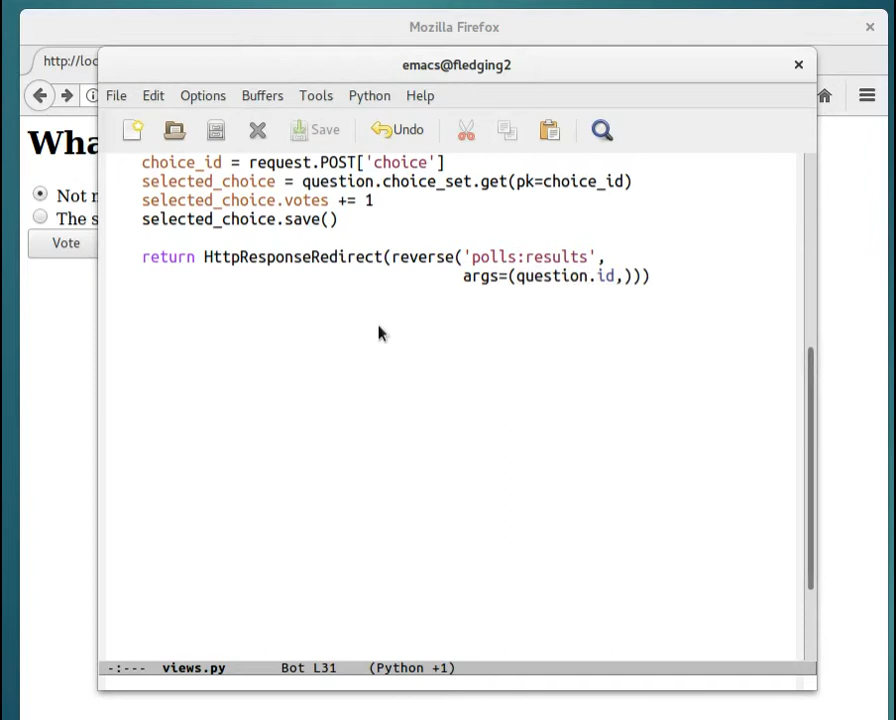 Mozilla Firefox
http://loc
emacs@fledging2
File Edit Options Buffers Tools Python Help
Save Undo
Wha
Not r
The s
Vote
choice_id = request.POST['choice']
selected_choice = question.choice_set.get(pk=choice_id)
selected_choice.votes += 1
selected_choice.save()
return HttpResponseRedirect(reverse('polls:results',
args=(question.id,)))
-:--- views.py Bot L31 (Python +1)